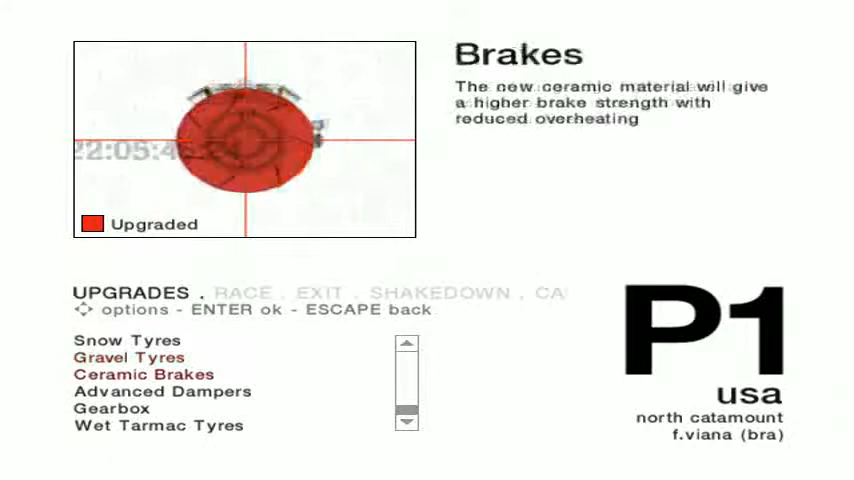 Brakes
The new ceramic material will give
a higher brake strength with
reduced overheating
Upgraded
UPGRADES . RACE . EXIT . SHAKEDOWN .
options - ENTER ok - ESCAPE back
Snow Tyres
Gravel Tyres
Ceramic Brakes
Advanced Dampers
Gearbox
Wet Tarmac Tyres
P1
usa
north catamount
f.viana (bra)